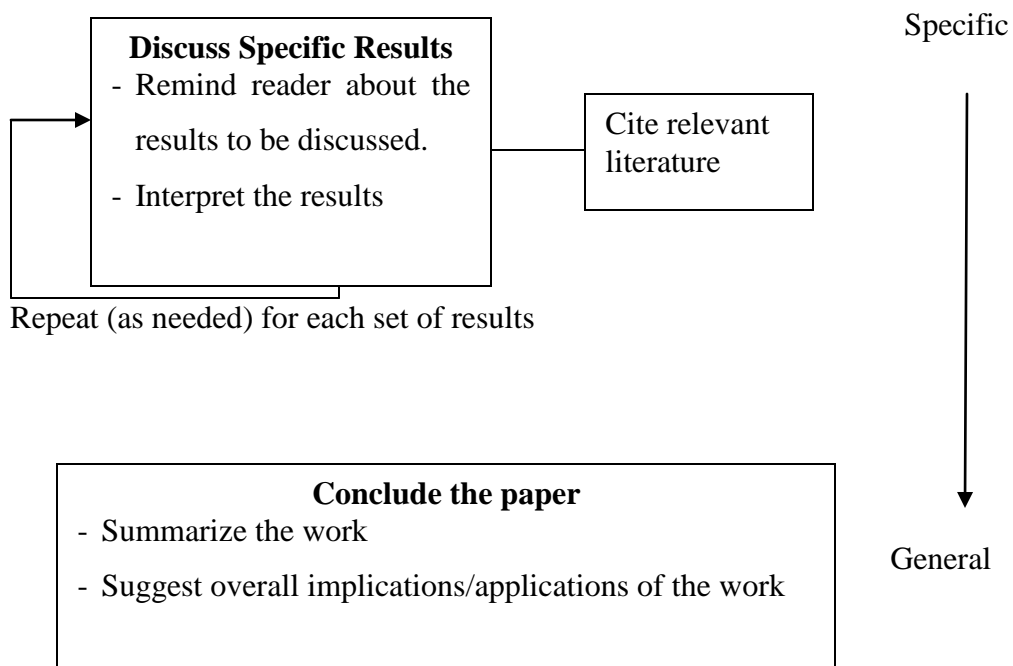 Specific
Discuss Specific Results
- Remind reader about the
results to be discussed.
- Interpret the results
Cite relevant
literature
Repeat (as needed) for each set of results
Conclude the paper
- Summarize the work
- Suggest overall implications/applications of the work
General